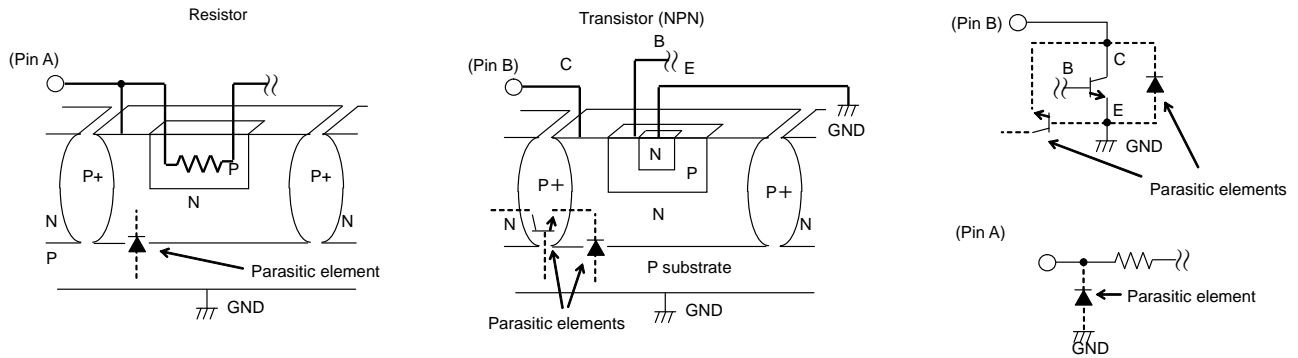 Resistor
(Pin A)
P+
P+
P
N
N
N
P
Parasitic element
GND
Transistor (NPN)
B
(Pin B)
C
E
GND
N
P
P+
P+
N
N
N
P substrate
Parasitic elements
GND
(Pin B)
C
B
E
GND
Parasitic elements
(Pin A)
Parasitic element
GND